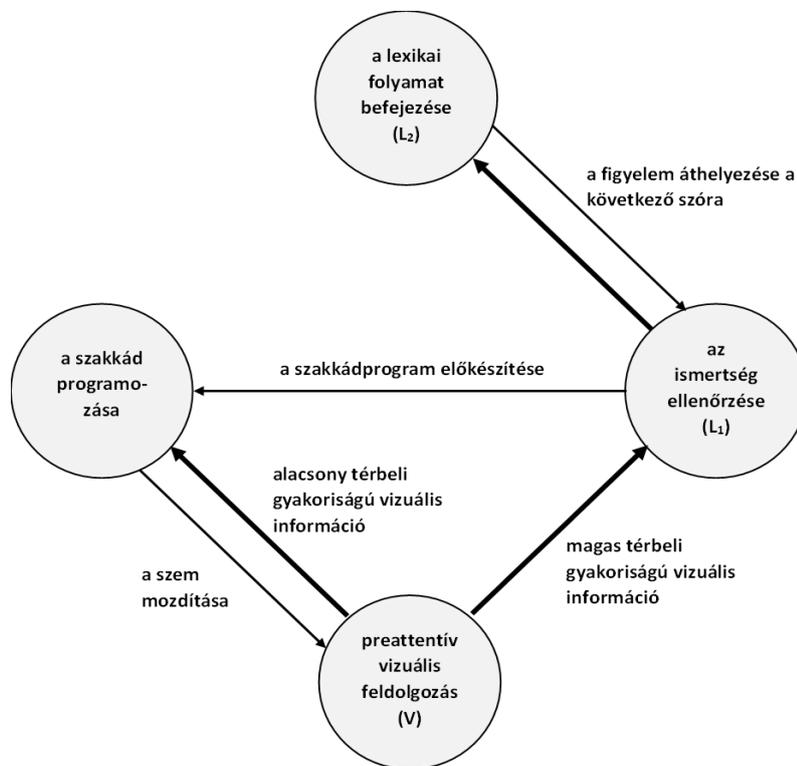 a lexikai
folyamat
befejezése
(L₂)
a figyelem áthelyezése a
következő szóra
a szakkád
programo-
zása
a szakkádprogram előkészítése
az
ismertség
ellenőrzése
(L₁)
alacsony térbeli
gyakoriságú vizuális
információ
magas térbeli
gyakoriságú vizuális
információ
a szem
mozdítása
preattentív
vizuális
feldolgozás
(V)